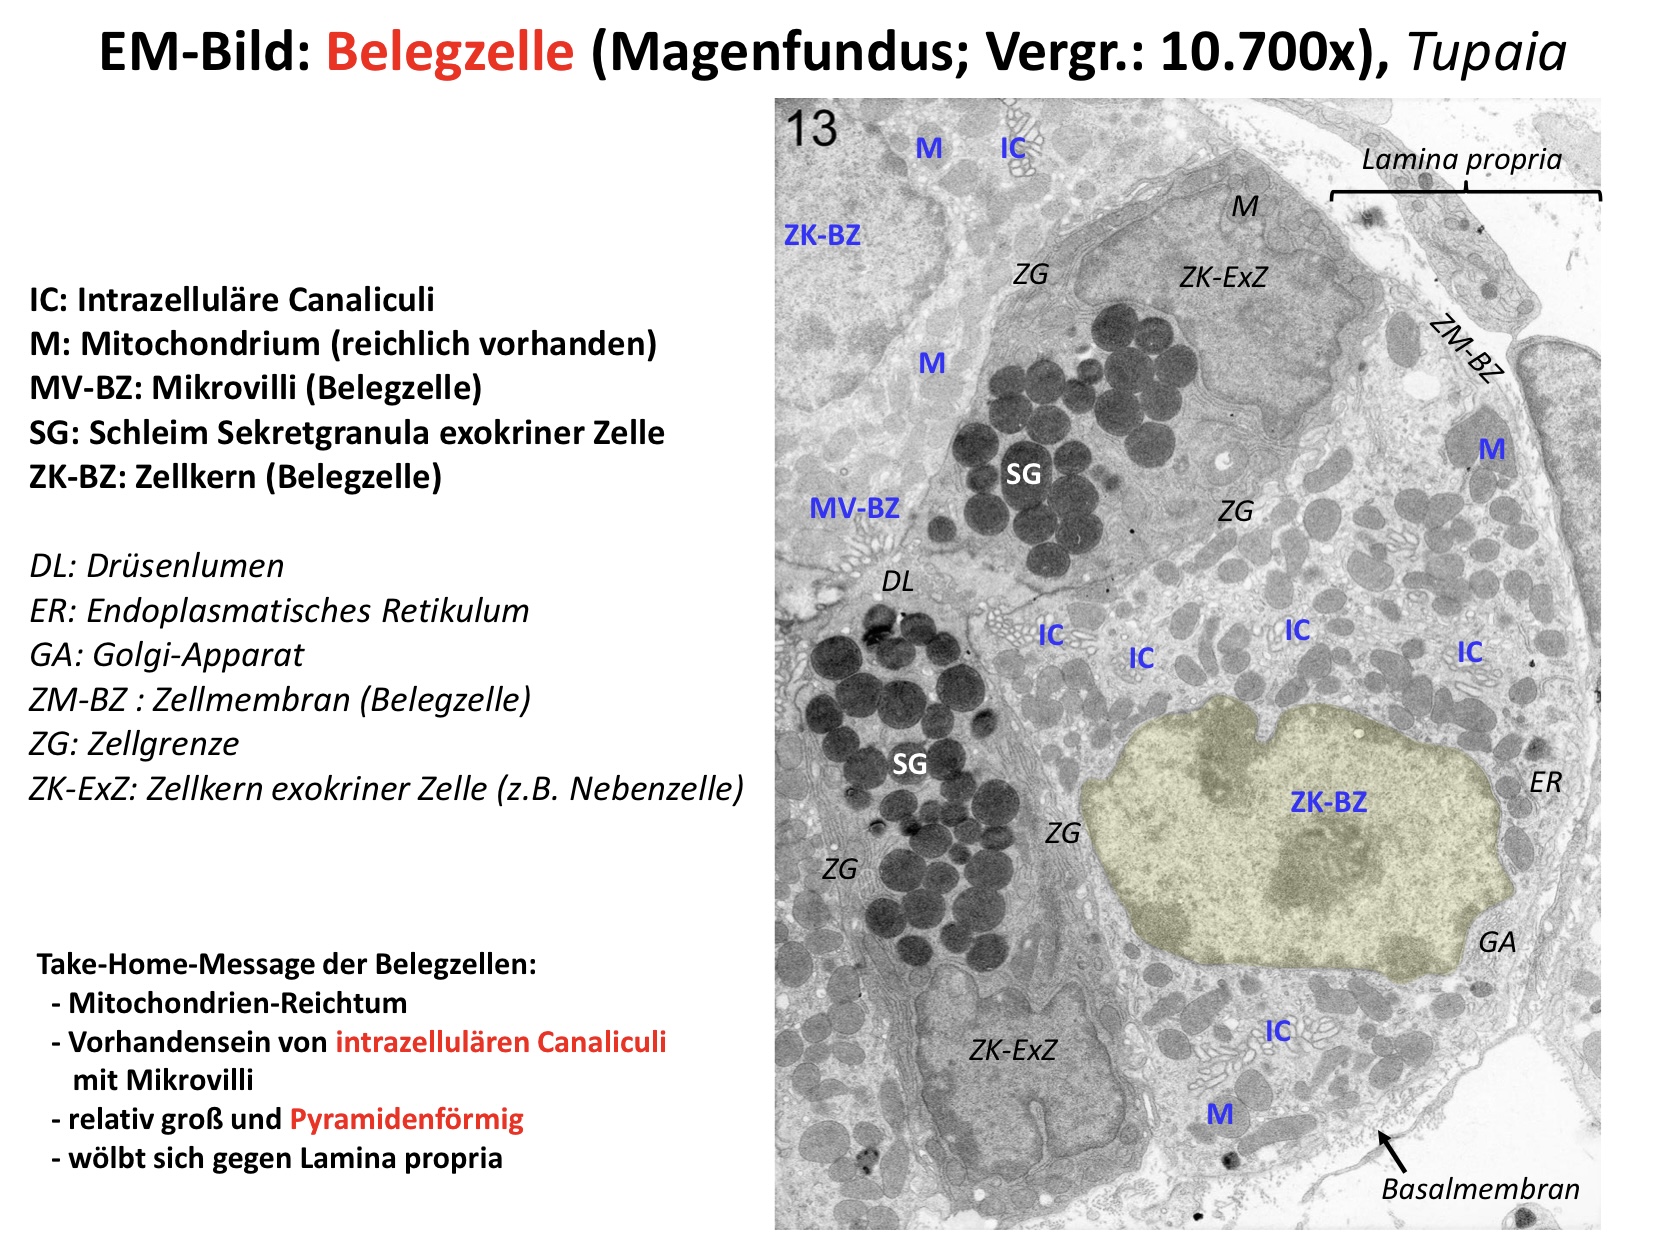 EM-Bild: Belegzelle (Magenfundus; Vergr.: 10.700x), Tupaia
IC: Intrazelluläre Canaliculi
M: Mitochondrium (reichlich vorhanden)
MV-BZ: Mikrovilli (Belegzelle)
SG: Schleim Sekretgranula exokriner Zelle
ZK-BZ: Zellkern (Belegzelle)
DL: Drüsenlumen
ER: Endoplasmatisches Retikulum
GA: Golgi-Apparat
ZM-BZ : Zellmembran (Belegzelle)
ZG: Zellgrenze
ZK-ExZ: Zellkern exokriner Zelle (z.B. Nebenzelle)
Take-Home-Message der Belegzellen:
- Mitochondrien-Reichtum
- Vorhandensein von intrazellulären Canaliculi
mit Mikrovilli
- relativ groß und Pyramidenförmig
- wölbt sich gegen Lamina propria
13
M
IC
Lamina propria
M
ZK-BZ
ZG
ZK-ExZ
ZM-BZ
M
M
SG
MV-BZ
ZG
DL
IC
IC
IC
IC
SG
ZK-BZ
ER
ZG
ZG
GA
IC
ZK-ExZ
M
Basalmembran